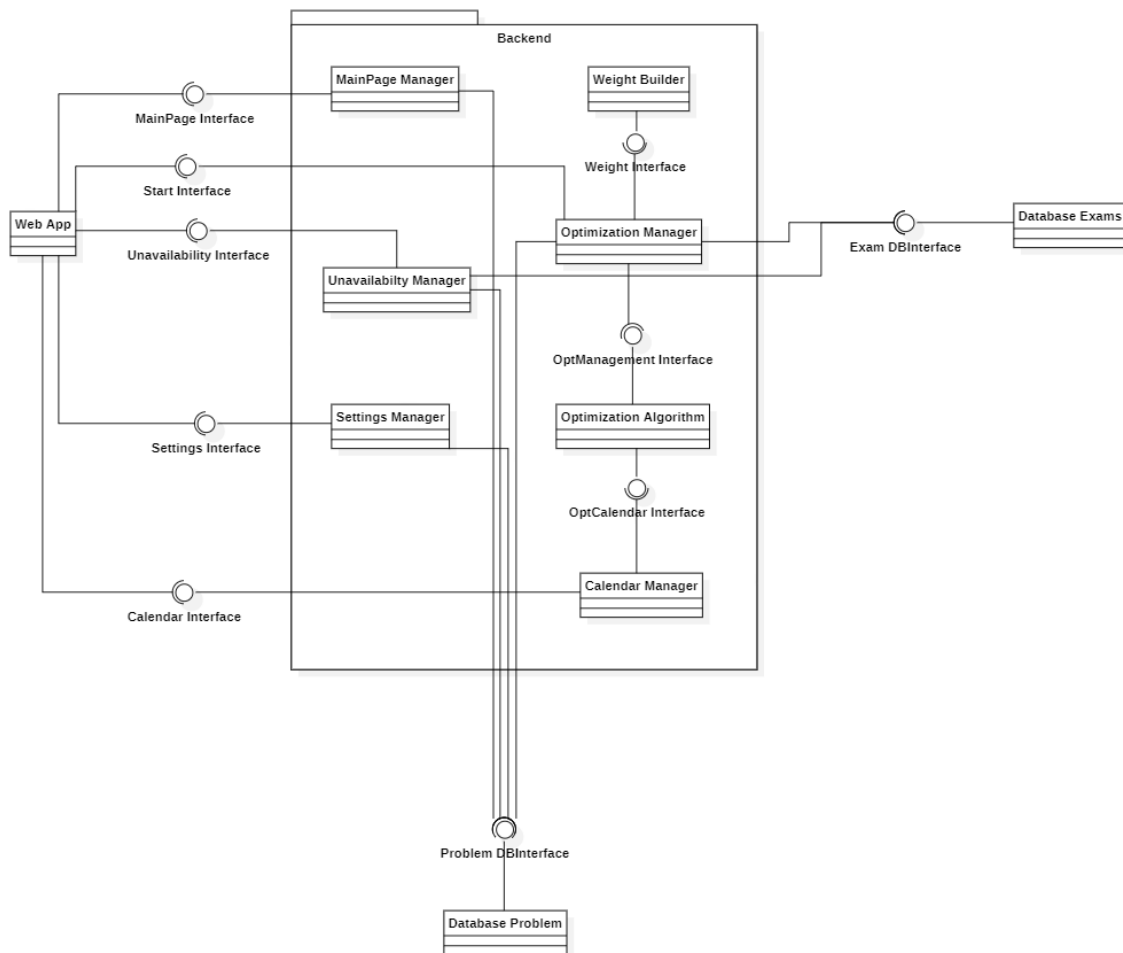 Backend
MainPage Manager
Weight Builder
MainPage Interface
Weight Interface
Start Interface
Web App
Optimization Manager
Database Exams
Unavailability Interface
Exam DBInterface
Unavailabilty Manager
OptManagement Interface
Settings Manager
Optimization Algorithm
Settings Interface
OptCalendar Interface
Calendar Manager
Calendar Interface
Problem DBInterface
Database Problem